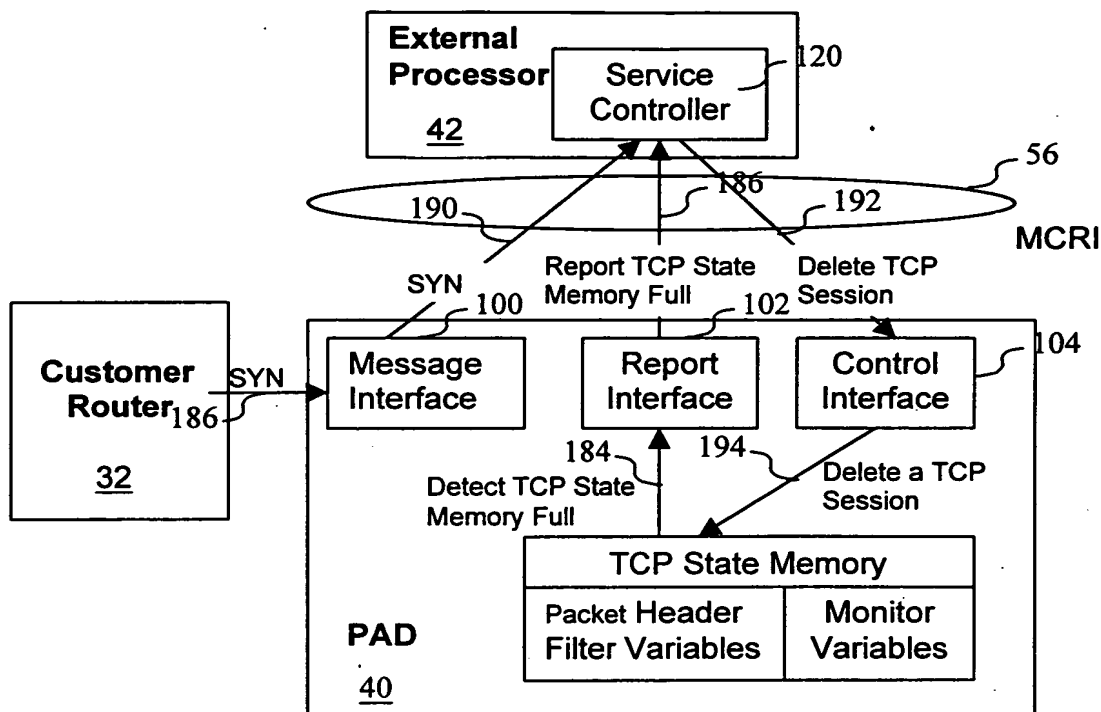 External
Processor
42
Service
Controller
120
56
190
186
192
MCRI
SYN
Report TCP State
Memory Full
Delete TCP
Session
100
102
104
Customer
Router
32
SYN
186
Message
Interface
Report
Interface
Control
Interface
184
Detect TCP State
Memory Full
194
Delete a TCP
Session
TCP State Memory
Packet Header
Filter Variables
Monitor
Variables
PAD
40